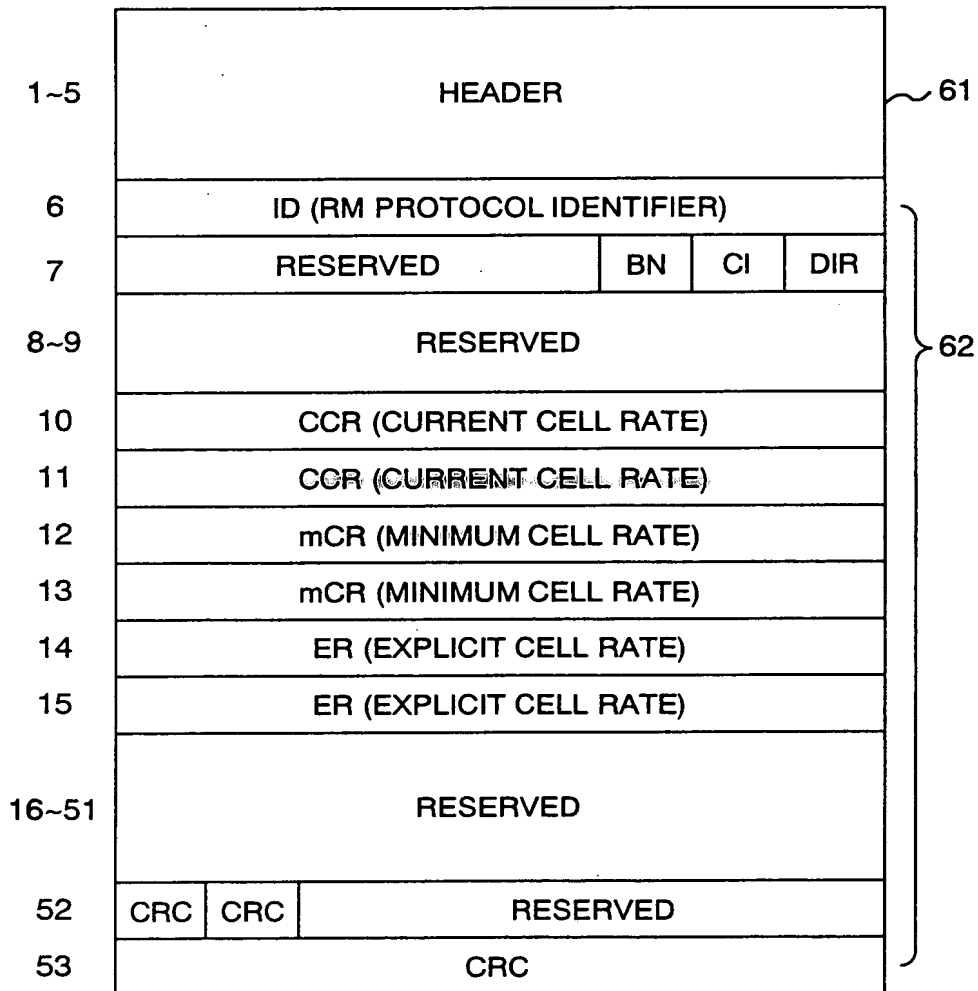 1~5 HEADER 61
6 ID (RM PROTOCOL IDENTIFIER)
7 RESERVED BN CI DIR
8~9 RESERVED 62
10 CCR (CURRENT CELL RATE)
11 CCR (CURRENT CELL RATE)
12 mCR (MINIMUM CELL RATE)
13 mCR (MINIMUM CELL RATE)
14 ER (EXPLICIT CELL RATE)
15 ER (EXPLICIT CELL RATE)
16~51 RESERVED
52 CRC CRC RESERVED
53 CRC